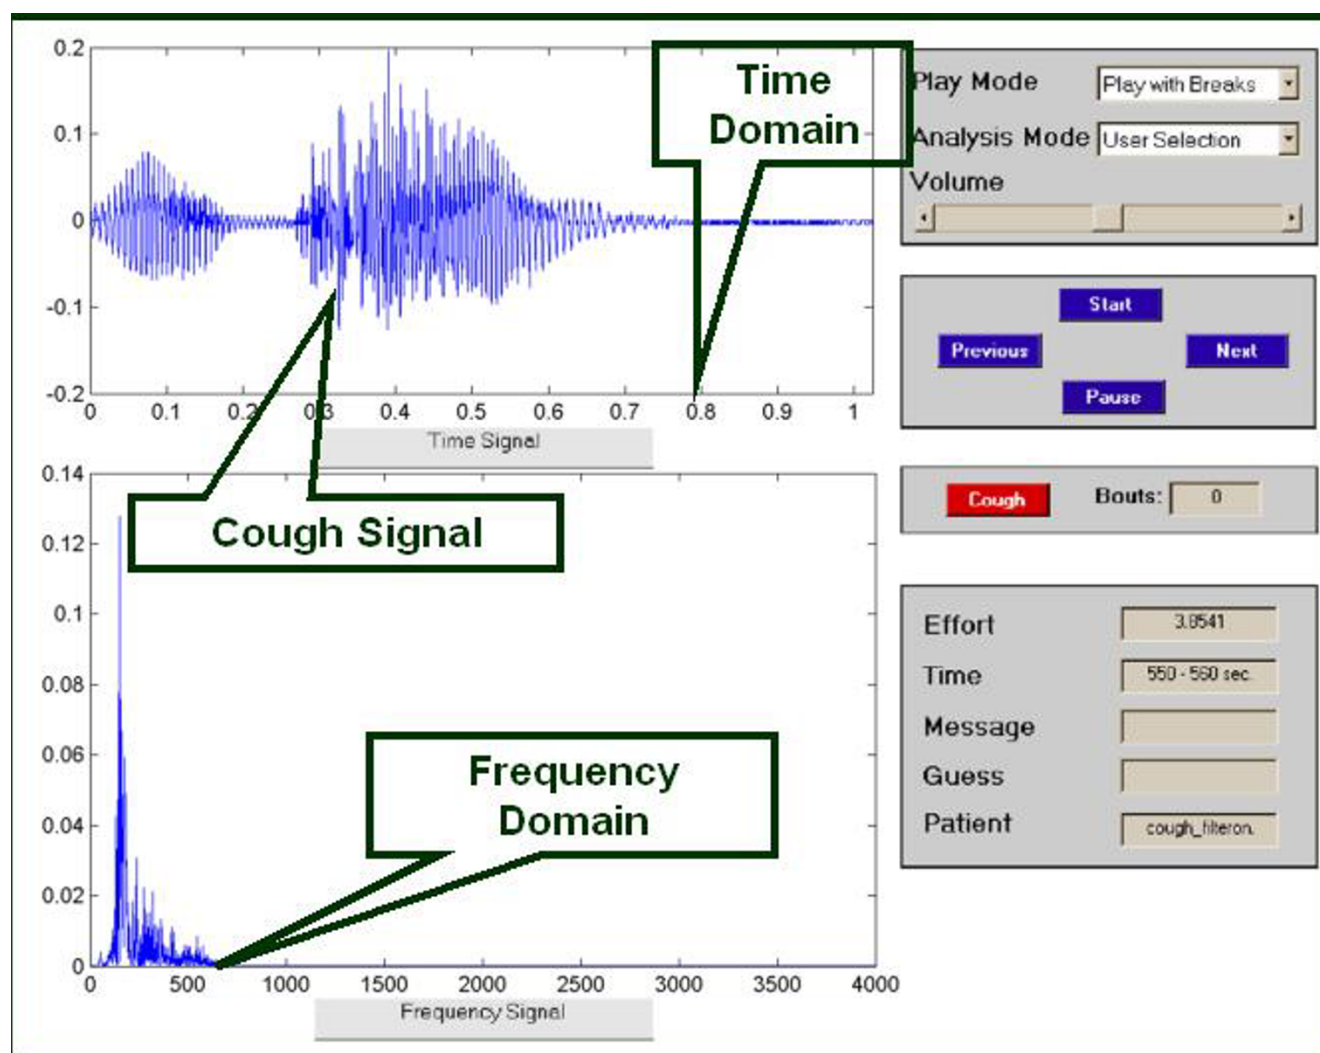 0.2
0.1
0
-0.1
-0.2
0 0.1 0.2 0.3 0.4 0.5 0.6 0.7 0.8 0.9 1
Time Signal
Time
Domain
Cough Signal
0.14
0.12
0.1
0.08
0.06
0.04
0.02
0
0 500 1000 1500 2000 2500 3000 3500 4000
Frequency Signal
Frequency
Domain
Play Mode Play with Breaks
Analysis Mode User Selection
Volume
Start
Previous Next
Pause
Cough Bouts: 0
Effort 3.8541
Time 550 - 560 sec.
Message
Guess
Patient cough_filteron.